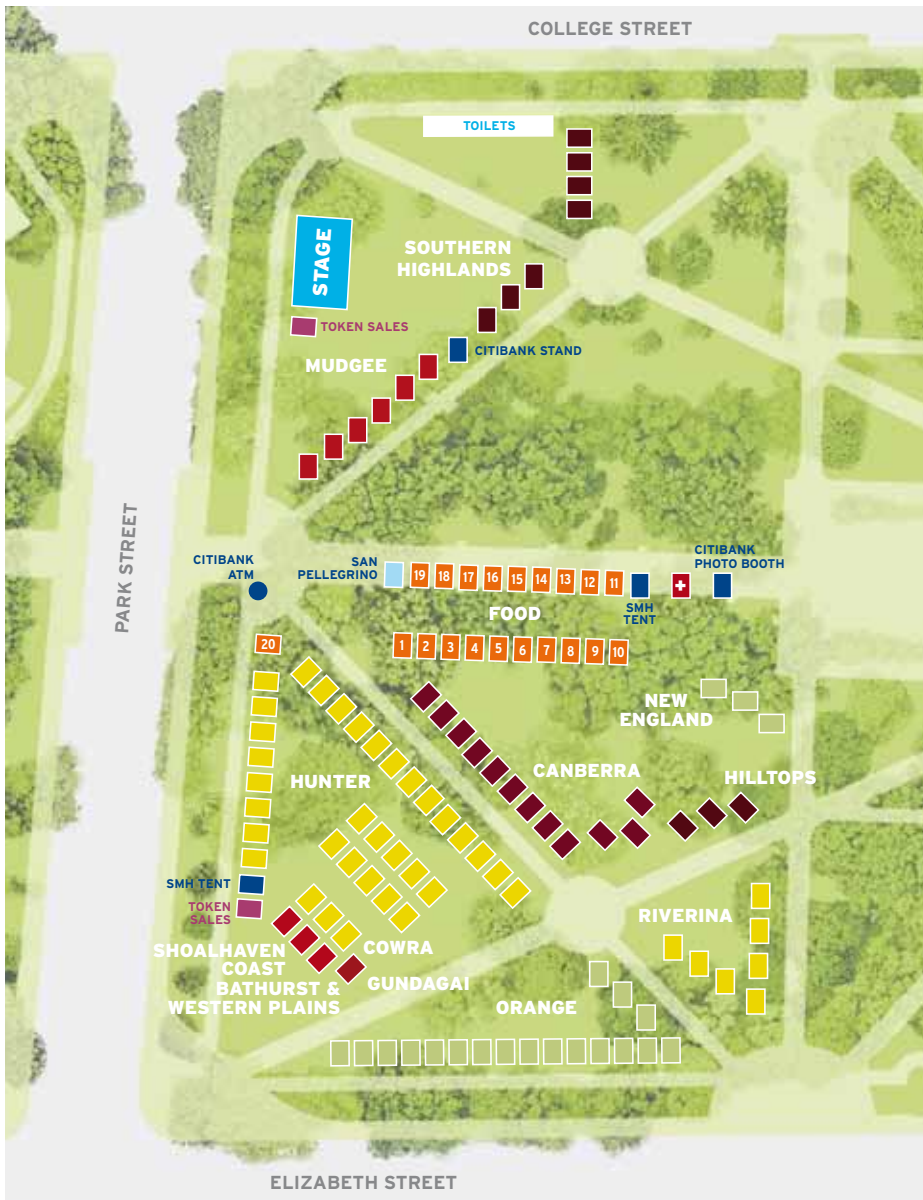 COLLEGE STREET
TOILETS
STAGE
SOUTHERN
HIGHLANDS
TOKEN SALES
CITIBANK STAND
MUDGEE
PARK STREET
CITIBANK
ATM
SAN
PELLEGRINO
19 18 17 16 15 14 13 12 11
CITIBANK
PHOTO BOOTH
SMH
TENT
FOOD
20
1 2 3 4 5 6 7 8 9 10
NEW
ENGLAND
HUNTER
CANBERRA
HILLTOPS
SMH TENT
TOKEN
SALES
RIVERINA
SHOALHAVEN
COAST
BATHURST &
WESTERN PLAINS
COWRA
GUNDAGAI
ORANGE
ELIZABETH STREET